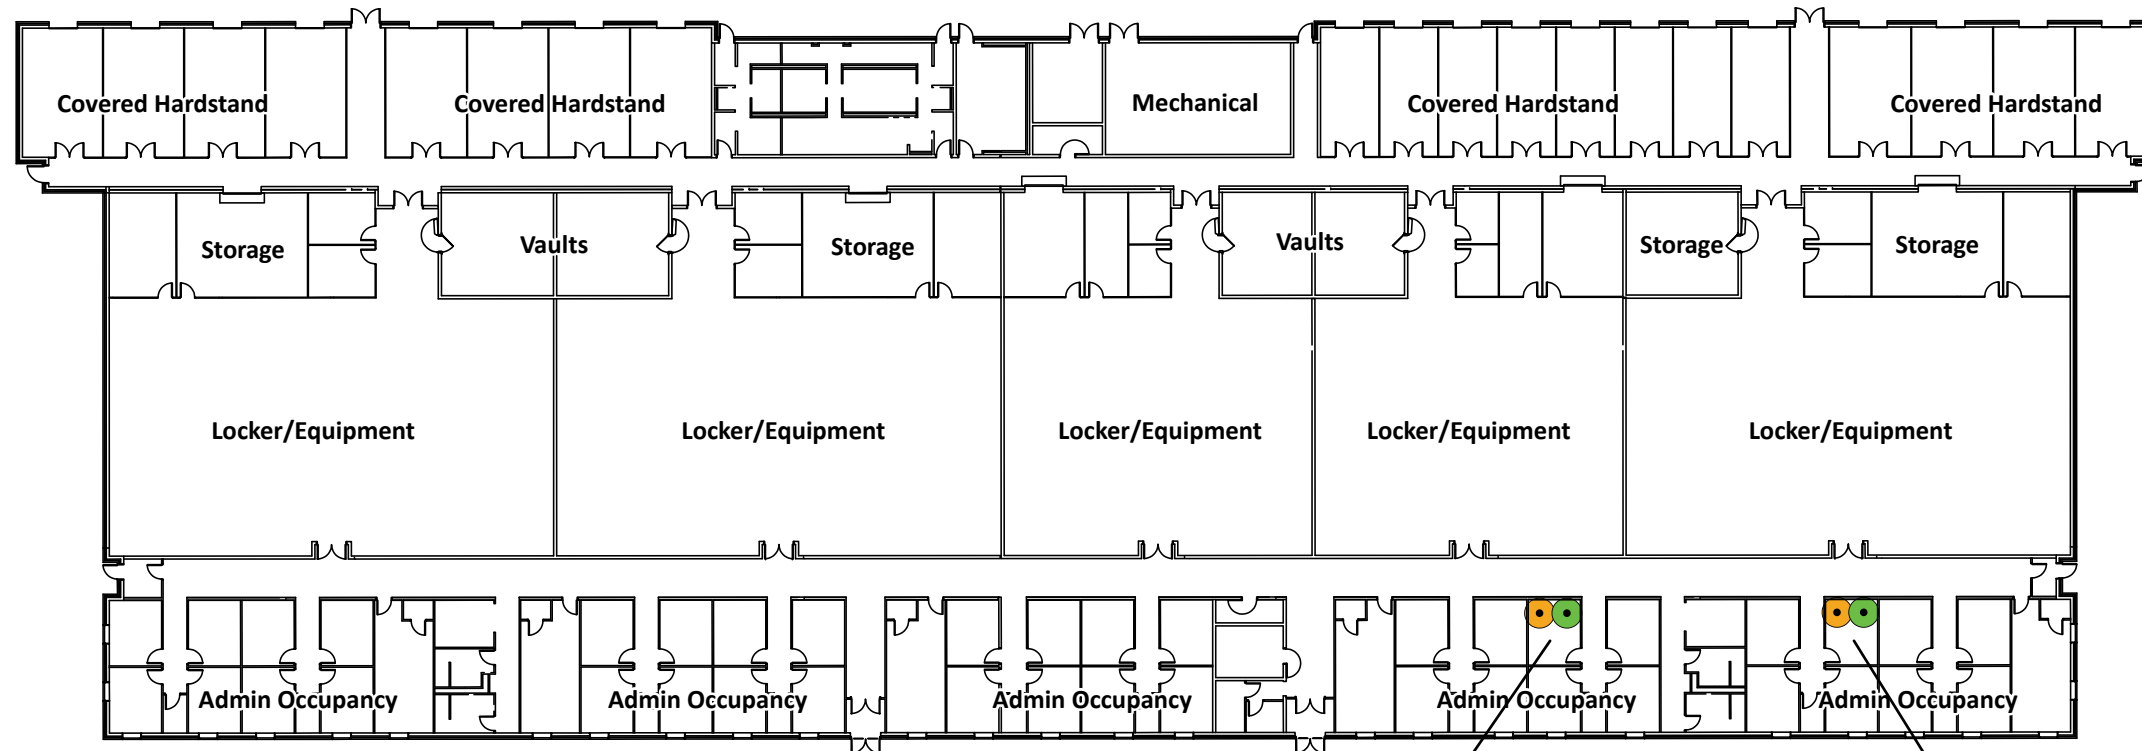 Covered Hardstand
Covered Hardstand
Mechanical
Covered Hardstand
Covered Hardstand
Storage
Vaults
Storage
Vaults
Storage
Storage
Locker/Equipment
Locker/Equipment
Locker/Equipment
Locker/Equipment
Locker/Equipment
Admin Occupancy
Admin Occupancy
Admin Occupancy
Admin Occupancy
Admin Occupancy